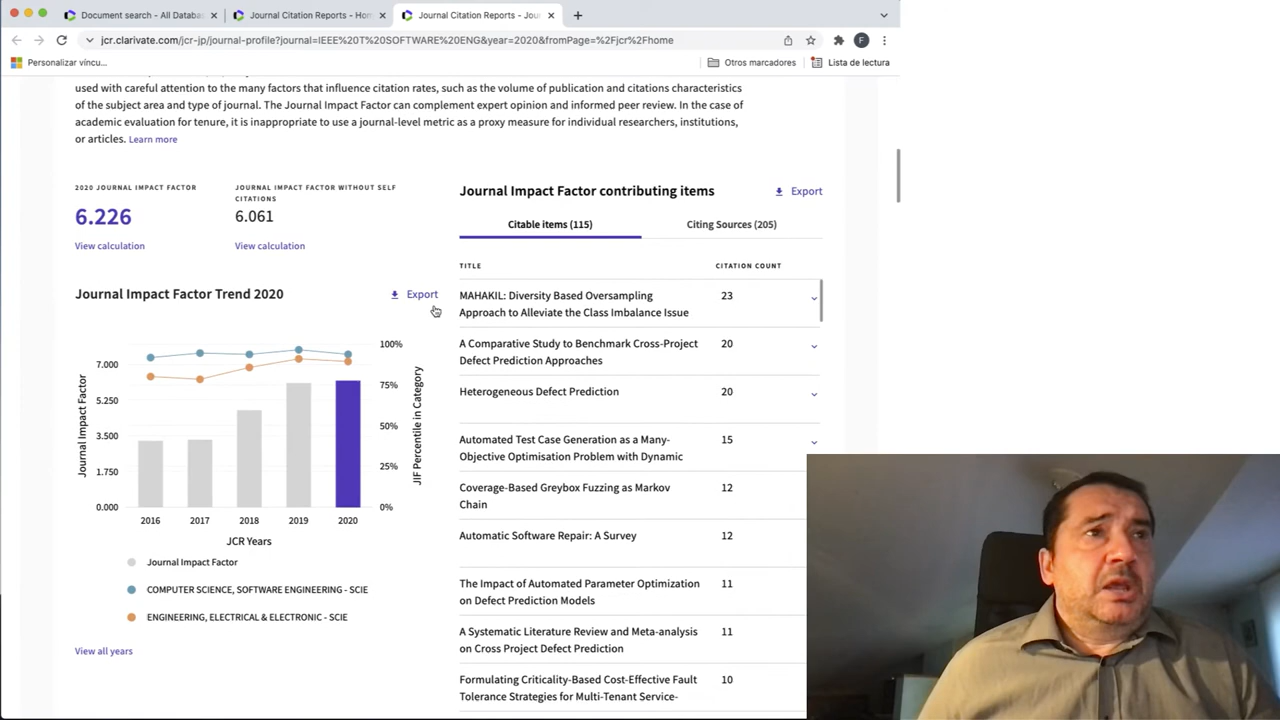 Document search - All Databas
Journal Citation Reports - Hom
Journal Citation Reports - Jou
jcr.clarivate.com/jcr-jp/journal-profile?journal=IEEE%20T%20SOFTWARE%20ENG&year=2020&fromPage=%2Fjcr%2Fhome
F
Personalizar víncu...
Otros marcadores
Lista de lectura
used with careful attention to the many factors that influence citation rates, such as the volume of publication and citations characteristics
of the subject area and type of journal. The Journal Impact Factor can complement expert opinion and informed peer review. In the case of
academic evaluation for tenure, it is inappropriate to use a journal-level metric as a proxy measure for individual researchers, institutions,
or articles. Learn more
2020 JOURNAL IMPACT FACTOR
6.226
View calculation
JOURNAL IMPACT FACTOR WITHOUT SELF
CITATIONS
6.061
View calculation
Journal Impact Factor Trend 2020
Export
Journal Impact Factor
7.000
5.250
3.500
1.750
0.000
100%
75%
50%
25%
0%
JIF Percentile in Category
2016 2017 2018 2019 2020
JCR Years
Journal Impact Factor
COMPUTER SCIENCE, SOFTWARE ENGINEERING - SCIE
ENGINEERING, ELECTRICAL & ELECTRONIC - SCIE
View all years
Journal Impact Factor contributing items
Export
Citable items (115)
Citing Sources (205)
TITLE CITATION COUNT
MAHAKIL: Diversity Based Oversampling 23
Approach to Alleviate the Class Imbalance Issue
A Comparative Study to Benchmark Cross-Project 20
Defect Prediction Approaches
Heterogeneous Defect Prediction 20
Automated Test Case Generation as a Many- 15
Objective Optimisation Problem with Dynamic
Coverage-Based Greybox Fuzzing as Markov 12
Chain
Automatic Software Repair: A Survey 12
The Impact of Automated Parameter Optimization 11
on Defect Prediction Models
A Systematic Literature Review and Meta-analysis 11
on Cross Project Defect Prediction
Formulating Criticality-Based Cost-Effective Fault 10
Tolerance Strategies for Multi-Tenant Service-